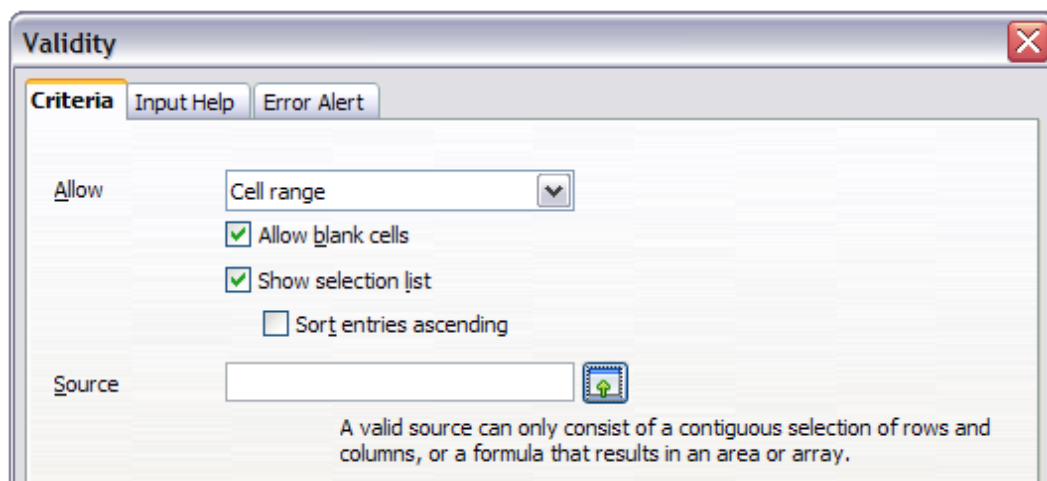 Validity
Criteria Input Help Error Alert
Allow Cell range
Allow blank cells
Show selection list
Sort entries ascending
Source
A valid source can only consist of a contiguous selection of rows and
columns, or a formula that results in an area or array.